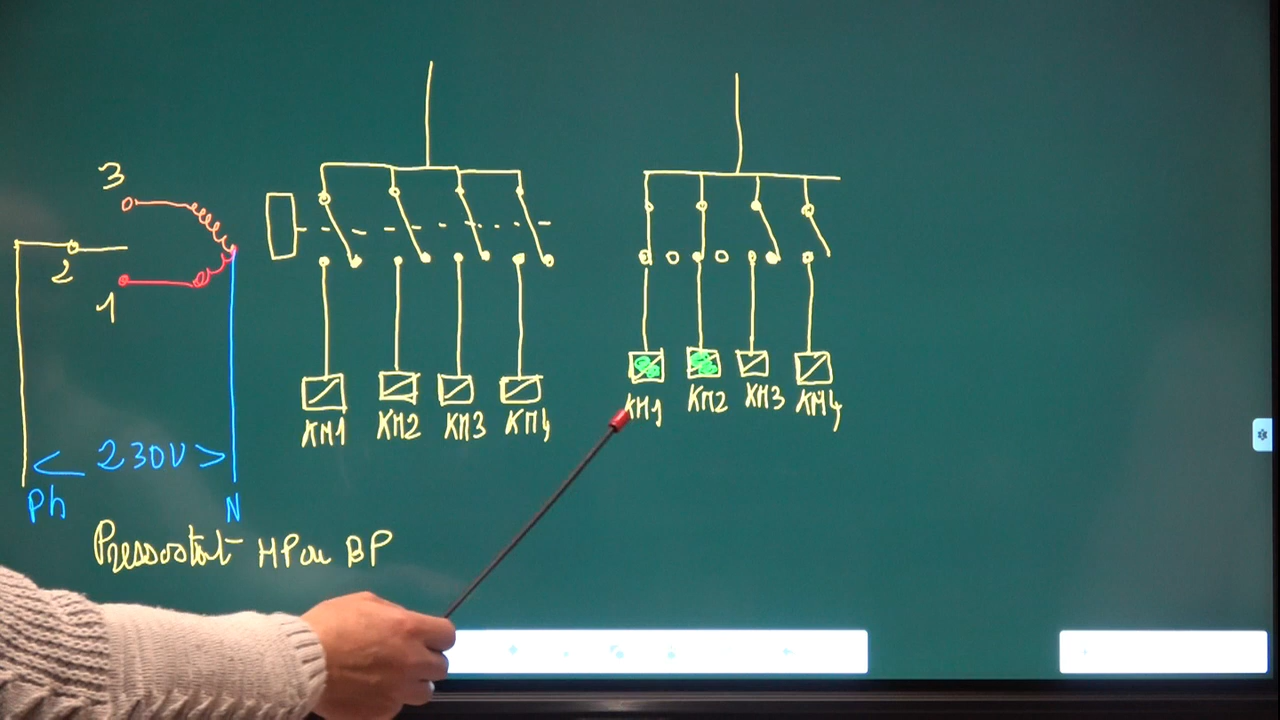 3
2
1
KM1 KM2 KM3 KM4
KM1 KM2 KM3 KM4
< 230V >
Ph N
Pressostat HP ou BP